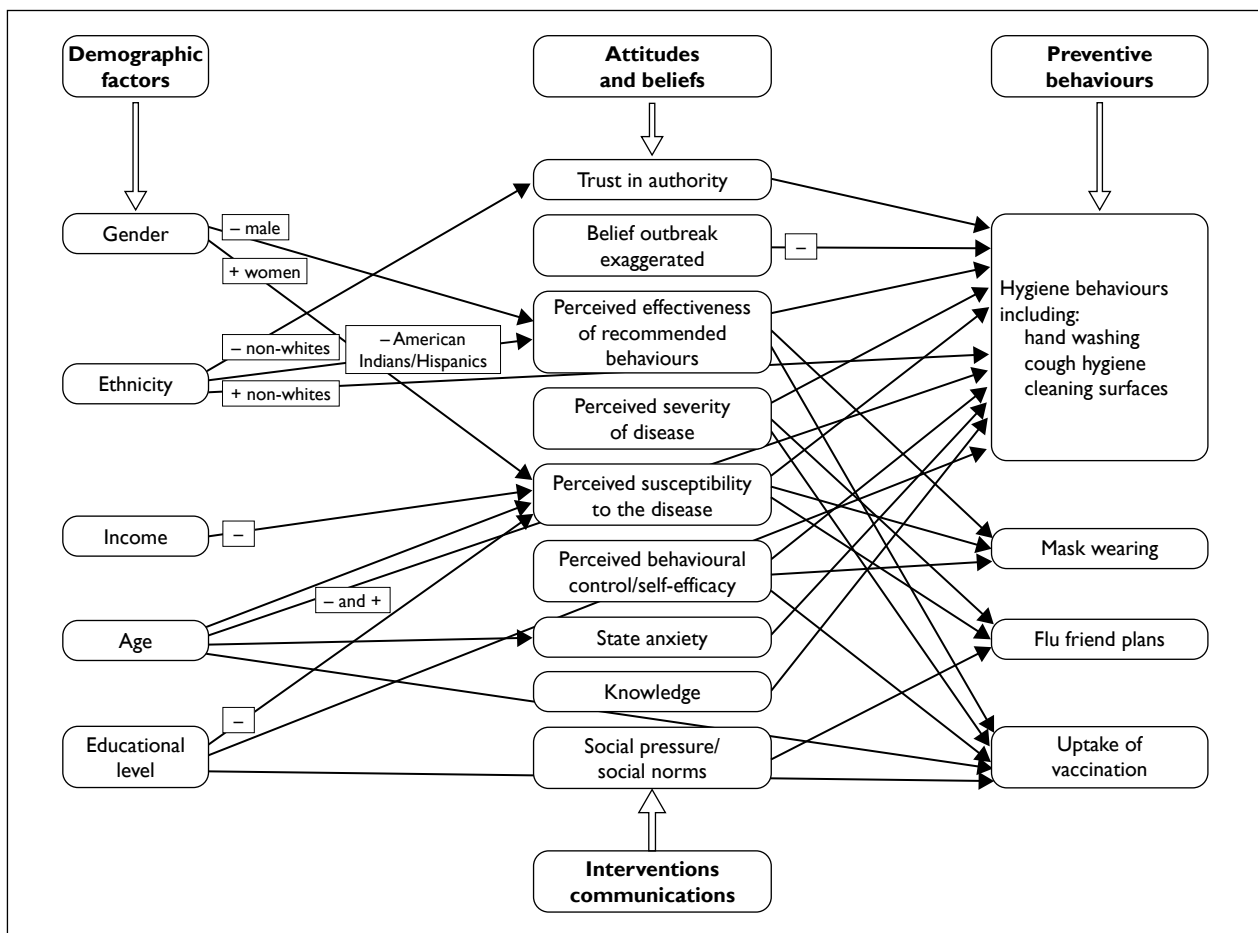 Demographic
factors
Attitudes
and beliefs
Preventive
behaviours
Trust in authority
Gender
– male
Belief outbreak
exaggerated
–
+ women
Hygiene behaviours
including:
hand washing
cough hygiene
cleaning surfaces
Perceived effectiveness
of recommended
behaviours
– American
Indians/Hispanics
– non-whites
Ethnicity
+ non-whites
Perceived severity
of disease
Perceived susceptibility
to the disease
Income
–
Mask wearing
Perceived behavioural
control/self-efficacy
– and +
Age
State anxiety
Flu friend plans
Knowledge
–
Educational
level
Social pressure/
social norms
Uptake of
vaccination
Interventions
communications